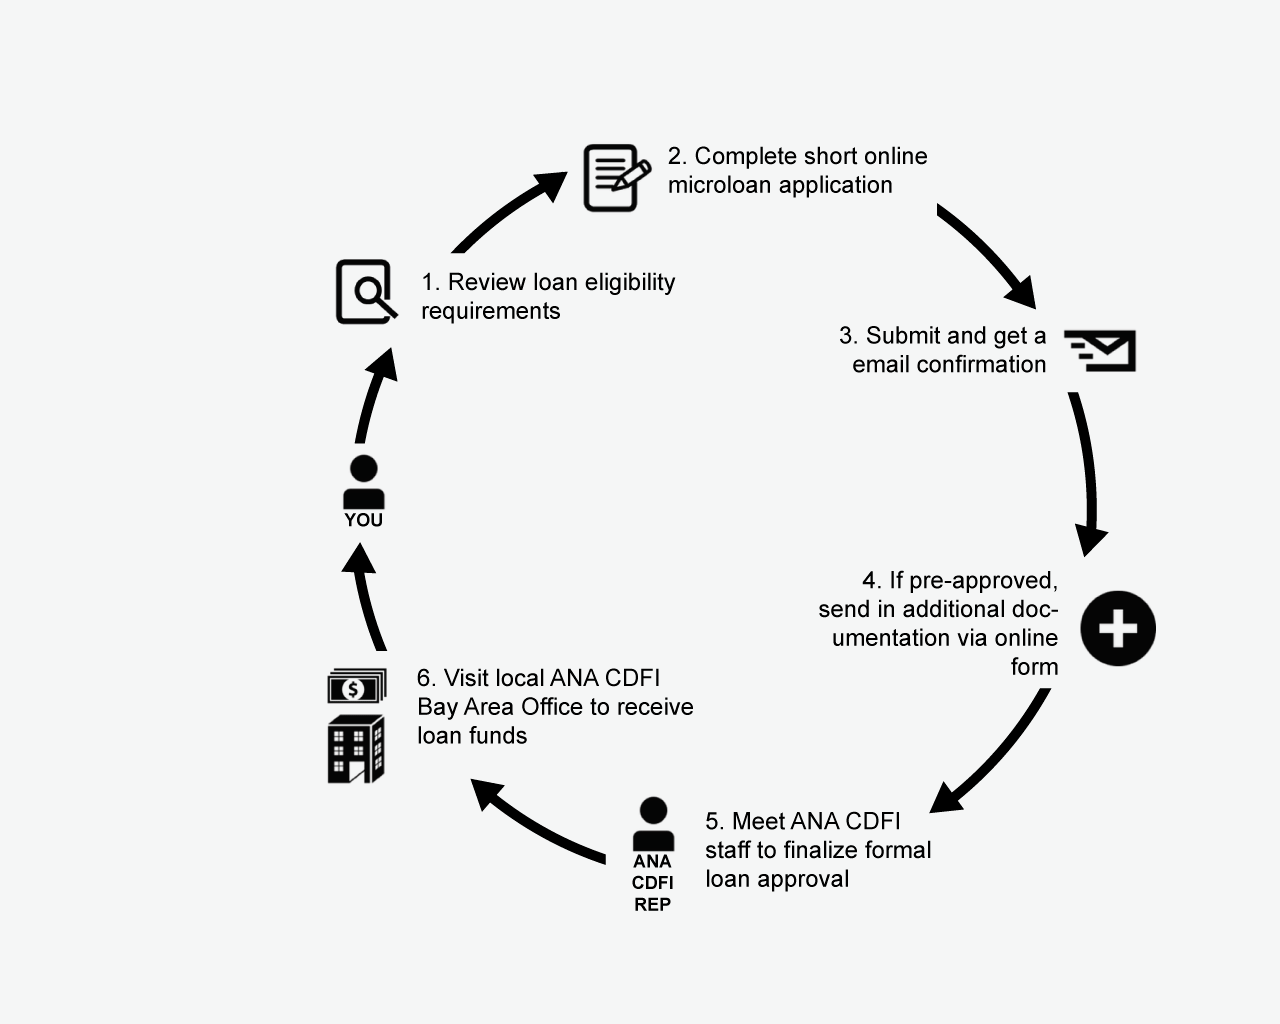 2. Complete short online
microloan application
1. Review loan eligibility
requirements
3. Submit and get a
email confirmation
YOU
4. If pre-approved,
send in additional doc-
umentation via online
form
6. Visit local ANA CDFI
Bay Area Office to receive
loan funds
$
5. Meet ANA CDFI
staff to finalize formal
loan approval
ANA
CDFI
REP